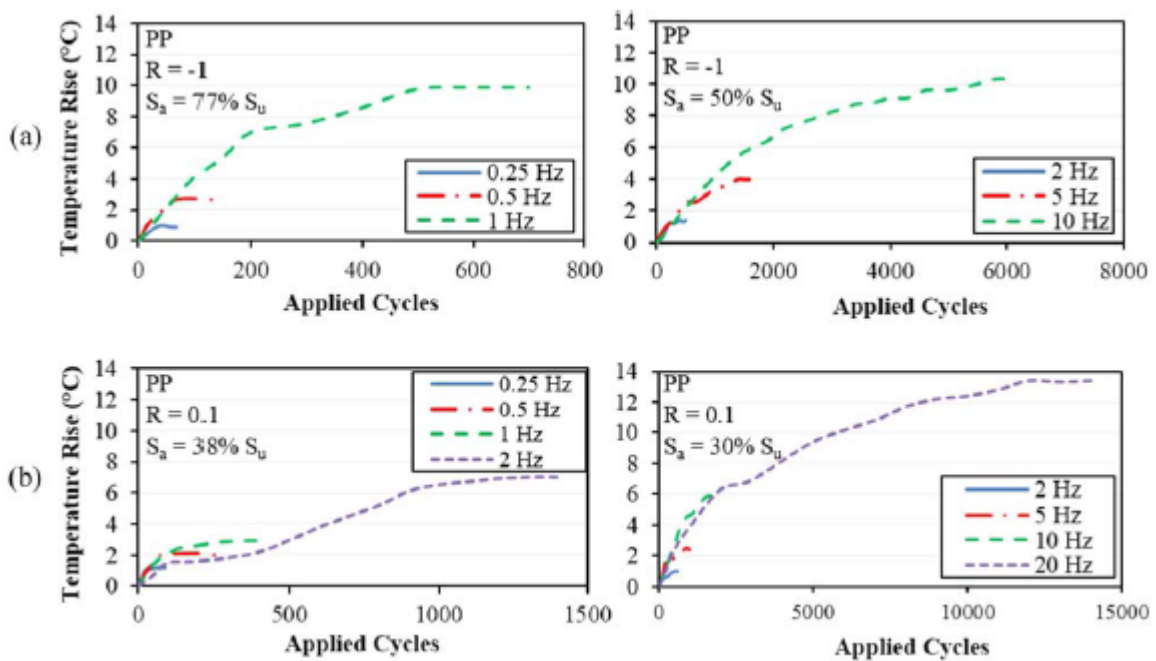 (a)
Temperature Rise (°C)
14
12
10
8
6
4
2
0
PP
R = -1
Sa = 77% Su
0.25 Hz
0.5 Hz
1 Hz
0
200
400
600
800
Applied Cycles
14
12
10
8
6
4
2
0
PP
R = -1
Sa = 50% Su
2 Hz
5 Hz
10 Hz
0
2000
4000
6000
8000
Applied Cycles
(b)
Temperature Rise (°C)
14
12
10
8
6
4
2
0
PP
R = 0.1
Sa = 38% Su
0.25 Hz
0.5 Hz
1 Hz
2 Hz
0
500
1000
1500
Applied Cycles
14
12
10
8
6
4
2
0
PP
R = 0.1
Sa = 30% Su
2 Hz
5 Hz
10 Hz
20 Hz
0
5000
10000
15000
Applied Cycles